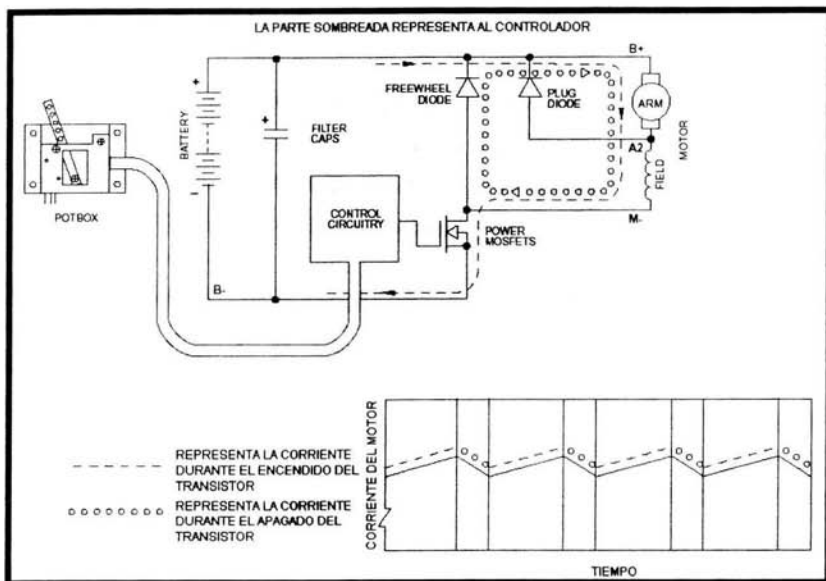 LA PARTE SOMBREADA REPRESENTA AL CONTROLADOR
B+
FREEWHEEL
DIODE
PLUG
DIODE
ARM
+
BATTERY
+
FILTER
CAPS
A2
FIELD
MOTOR
-
POTBOX
CONTROL
CIRCUITRY
M-
POWER
MOSFETS
B-
REPRESENTA LA CORRIENTE
DURANTE EL ENCENDIDO DEL
TRANSISTOR
REPRESENTA LA CORRIENTE
DURANTE EL APAGADO DEL
TRANSISTOR
CORRIENTE DEL MOTOR
TIEMPO